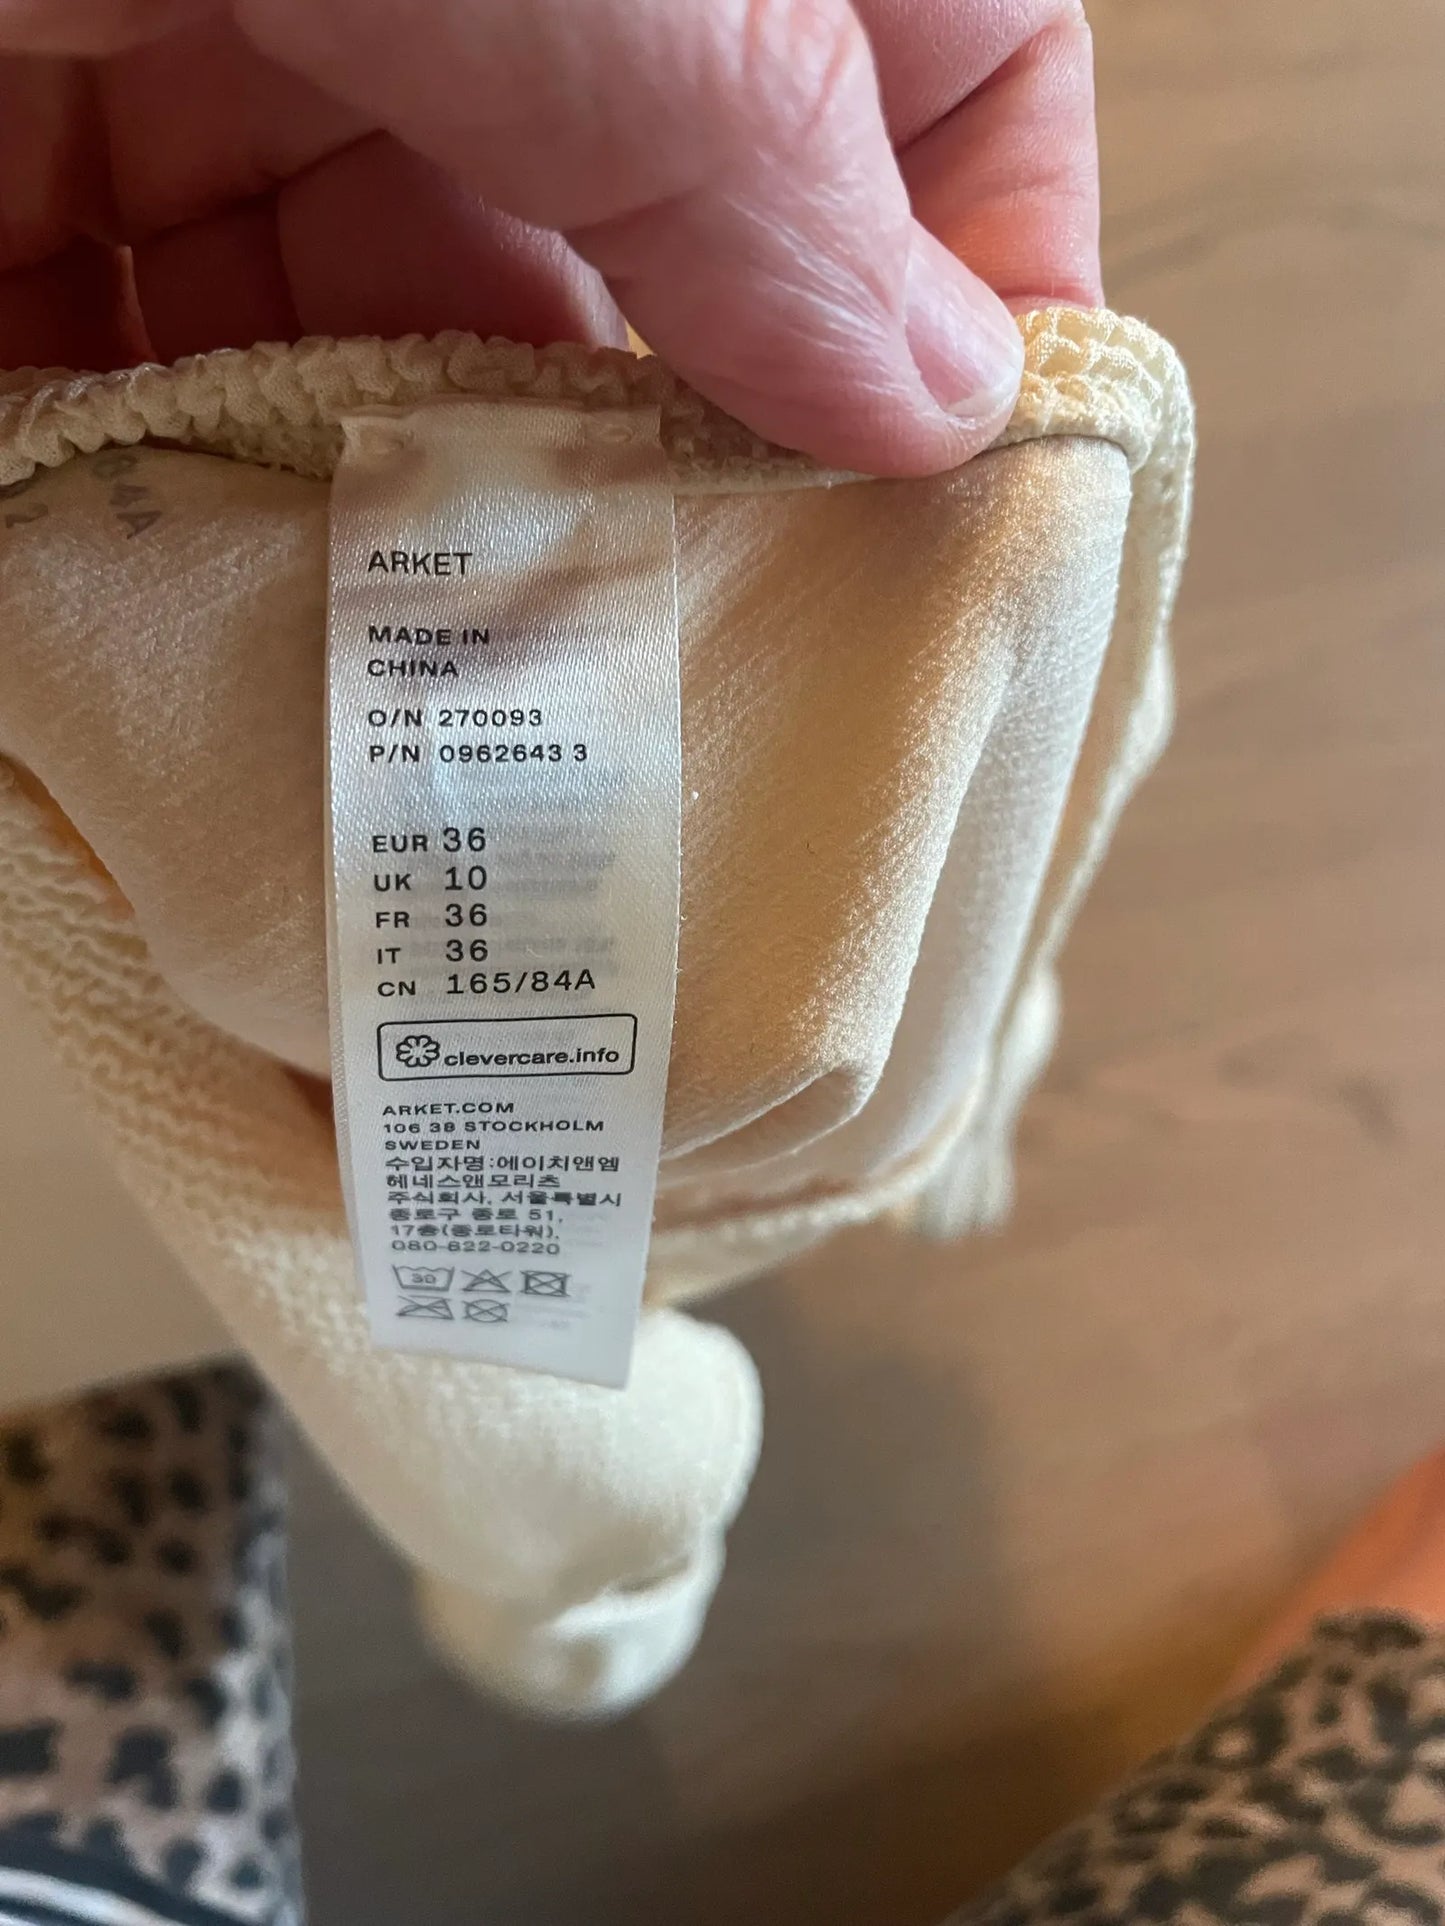 ARKET
MADE IN
CHINA
O/N 270093
P/N 0962643 3
EUR 36
UK 10
FR 36
IT 36
CN 165/84A
clevercare.info
ARKET.COM
106 38 STOCKHOLM
SWEDEN
수입자명:에이치앤엠
헤네스앤모리츠
주식회사, 서울특별시
종로구 종로 51,
17층(종로타워),
080-822-0220
30